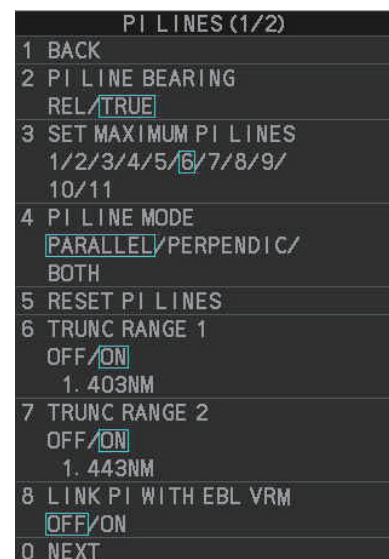 PI LINES (1/2)
1 BACK
2 PI LINE BEARING
REL/TRUE
3 SET MAXIMUM PI LINES
1/2/3/4/5/6/7/8/9/
10/11
4 PI LINE MODE
PARALLEL/PERPENDIC/
BOTH
5 RESET PI LINES
6 TRUNC RANGE 1
OFF/ON
1.403NM
7 TRUNC RANGE 2
OFF/ON
1.443NM
8 LINK PI WITH EBL VRM
OFF/ON
0 NEXT